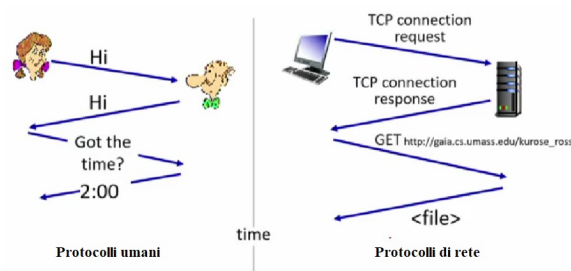 Hi
Hi
Got the
time?
2:00
Protocolli umani
time
TCP connection
request
TCP connection
response
GET http://gaia.cs.umass.edu/kurose_ross
<file>
Protocolli di rete